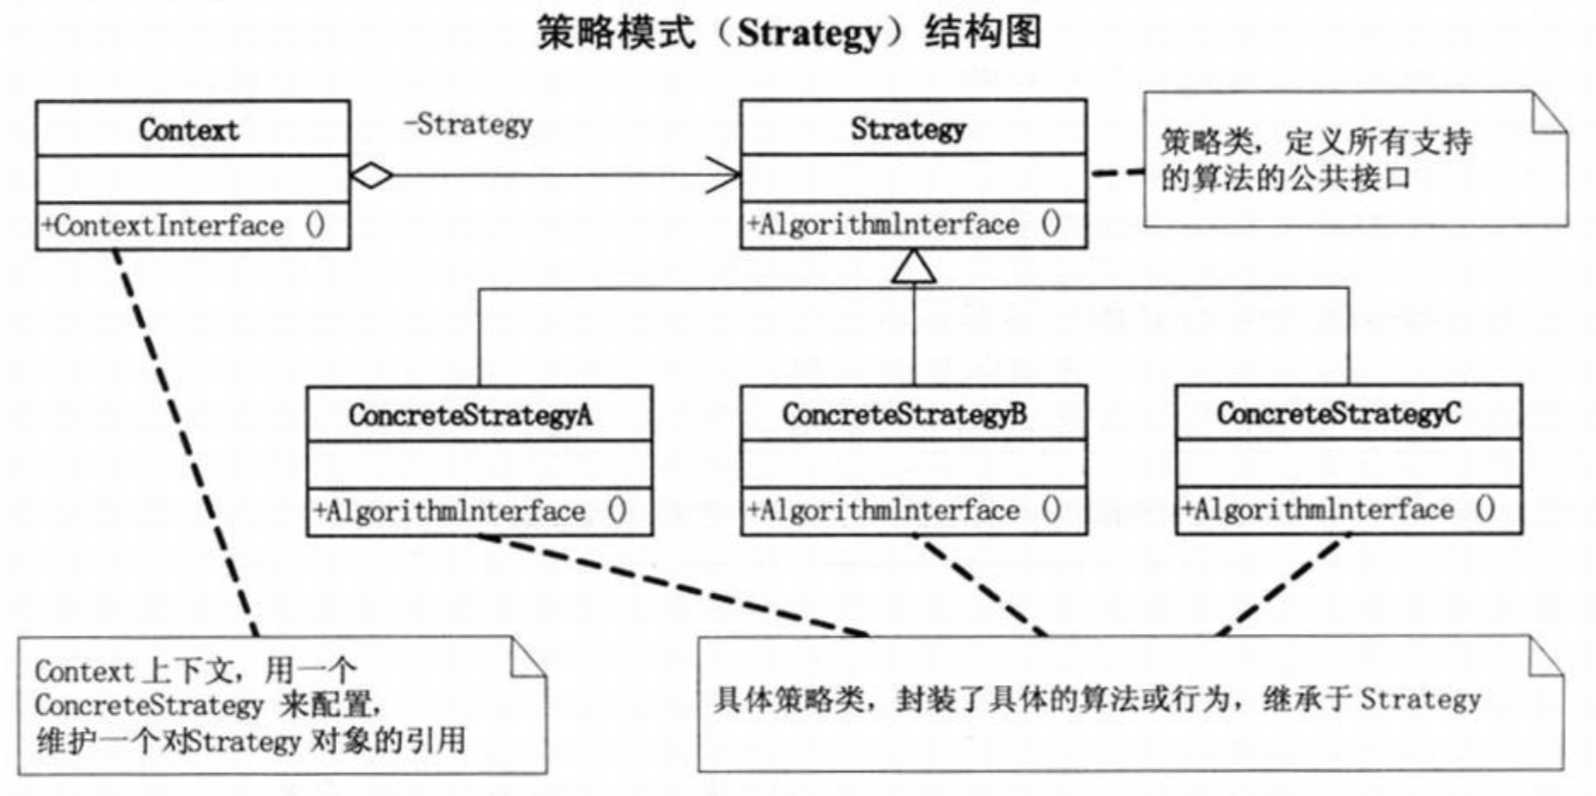 策略模式（Strategy）结构图
Context
-Strategy
Strategy
策略类，定义所有支持
的算法的公共接口
+ContextInterface ()
+AlgorithmInterface ()
ConcreteStrategyA
ConcreteStrategyB
ConcreteStrategyC
+AlgorithmInterface ()
+AlgorithmInterface ()
+AlgorithmInterface ()
Context 上下文，用一个
ConcreteStrategy 来配置，
维护一个对Strategy 对象的引用
具体策略类，封装了具体的算法或行为，继承于 Strategy